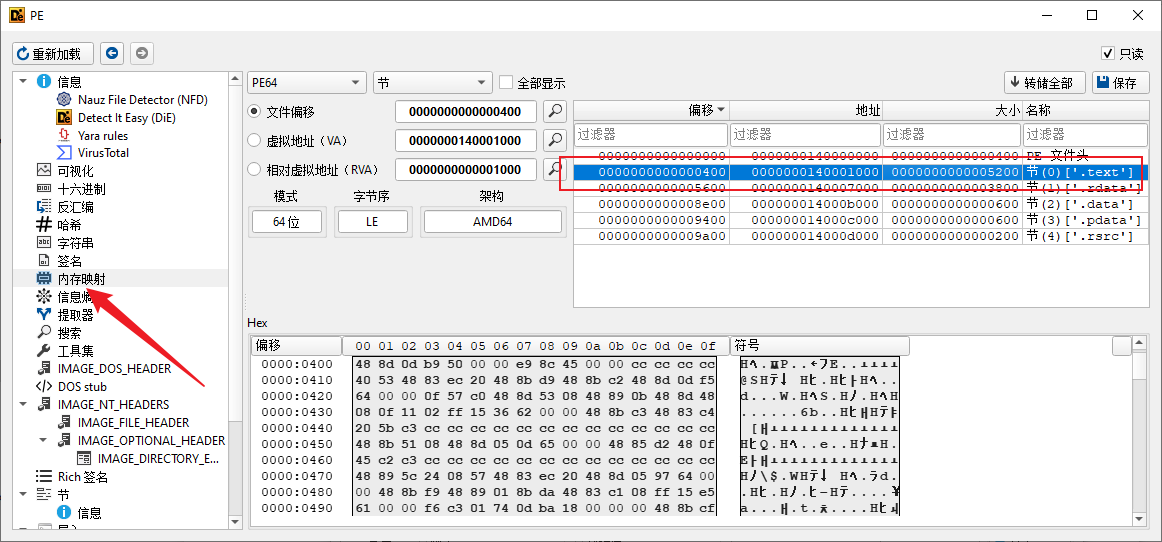 PE
重新加载
只读
信息
Nauz File Detector (NFD)
Detect It Easy (DiE)
Yara rules
VirusTotal
可视化
十六进制
反汇编
哈希
字符串
签名
内存映射
信息熵
提取器
搜索
工具集
IMAGE_DOS_HEADER
DOS stub
IMAGE_NT_HEADERS
IMAGE_FILE_HEADER
IMAGE_OPTIONAL_HEADER
IMAGE_DIRECTORY_E...
Rich 签名
节
信息
PE64 节 全部显示 转储全部 保存
文件偏移 0000000000000400
虚拟地址（VA） 0000000140001000
相对虚拟地址（RVA） 0000000000001000
模式 字节序 架构
64 位 LE AMD64
偏移 地址 大小 名称
过滤器 过滤器 过滤器 过滤器
0000000000000000 0000000140000000 0000000000000400 PE 文件头
0000000000000400 0000000140001000 0000000000005200 节(0)['.text']
0000000000005600 0000000140007000 0000000000003800 节(1)['.rdata']
0000000000008e00 000000014000b000 0000000000000600 节(2)['.data']
0000000000009400 000000014000c000 0000000000000600 节(3)['.pdata']
0000000000009a00 000000014000d000 0000000000000200 节(4)['.rsrc']
Hex
偏移 00 01 02 03 04 05 06 07 08 09 0a 0b 0c 0d 0e 0f 符号
0000:0400 48 8d 0d b9 50 00 00 e9 8c 45 00 00 cc cc cc cc
0000:0410 40 53 48 83 ec 20 48 8b d9 48 8b c2 48 8d 0d f5
0000:0420 64 00 00 0f 57 c0 48 8d 53 08 48 89 0b 48 8d 48
0000:0430 08 0f 11 02 ff 15 36 62 00 00 48 8b c3 48 83 c4
0000:0440 20 5b c3 cc cc cc cc cc cc cc cc cc cc cc cc cc
0000:0450 48 8b 51 08 48 8d 05 0d 65 00 00 48 85 d2 48 0f
0000:0460 45 c2 c3 cc cc cc cc cc cc cc cc cc cc cc cc cc
0000:0470 48 89 5c 24 08 57 48 83 ec 20 48 8d 05 97 64 00
0000:0480 00 48 8b f9 48 89 01 8b da 48 83 c1 08 ff 15 e5
0000:0490 61 00 00 f6 c3 01 74 0d ba 18 00 00 00 48 8b cf